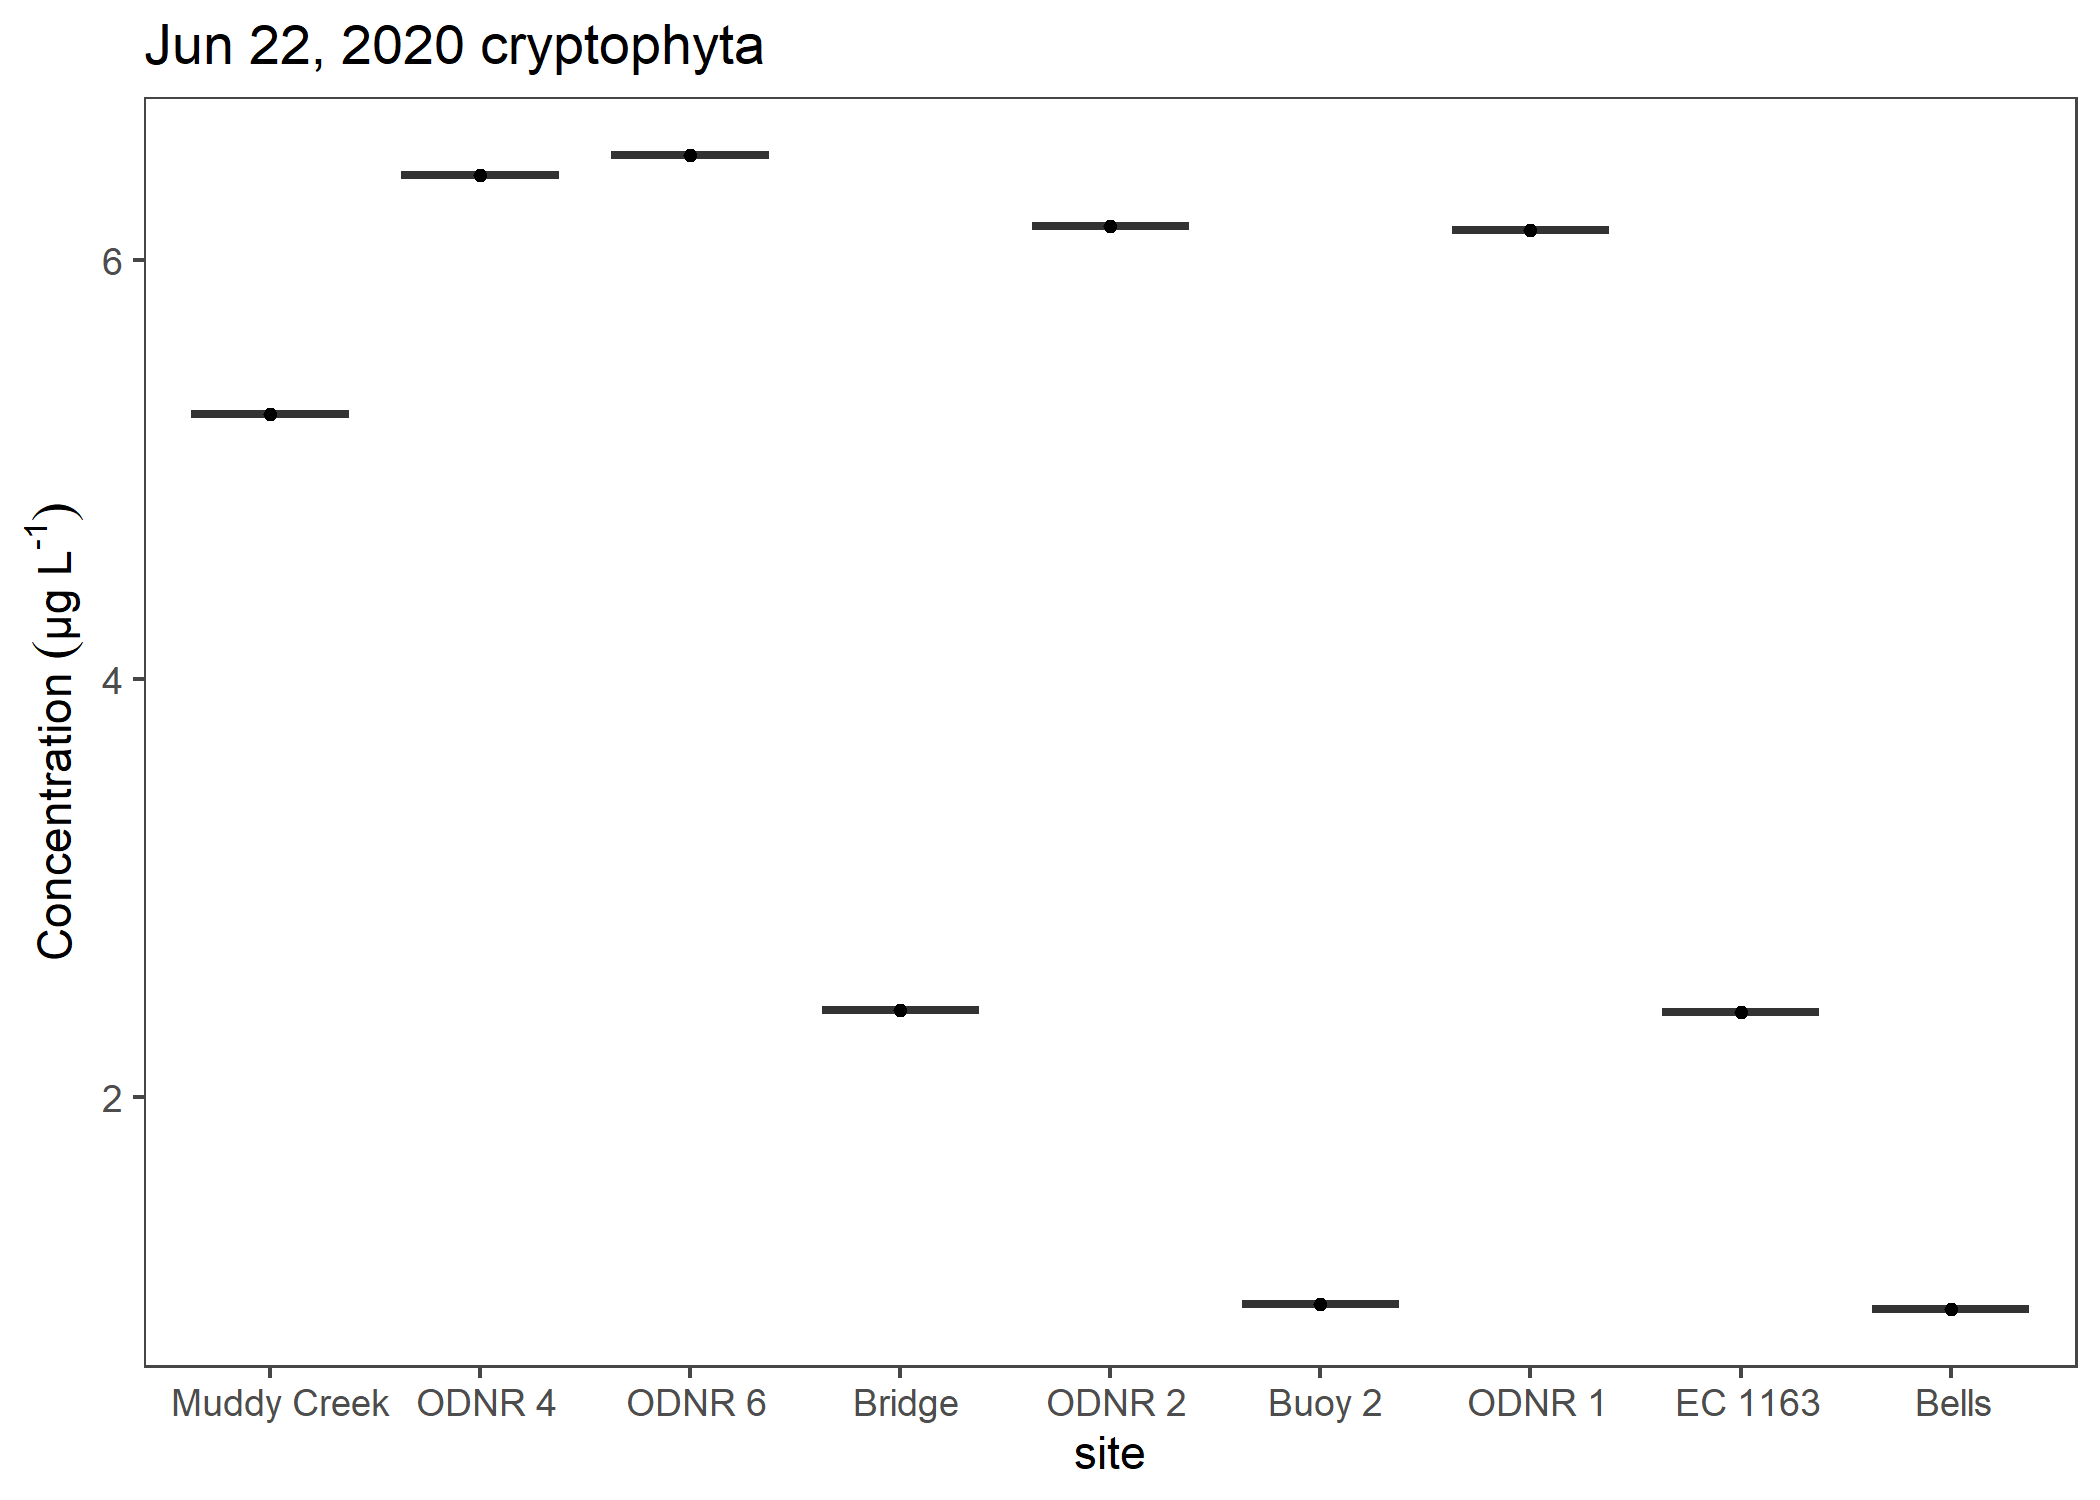 Jun 22, 2020 cryptophyta
Concentration (µg L⁻¹)
6
4
2
Muddy Creek ODNR 4 ODNR 6 Bridge ODNR 2 Buoy 2 ODNR 1 EC 1163 Bells
site